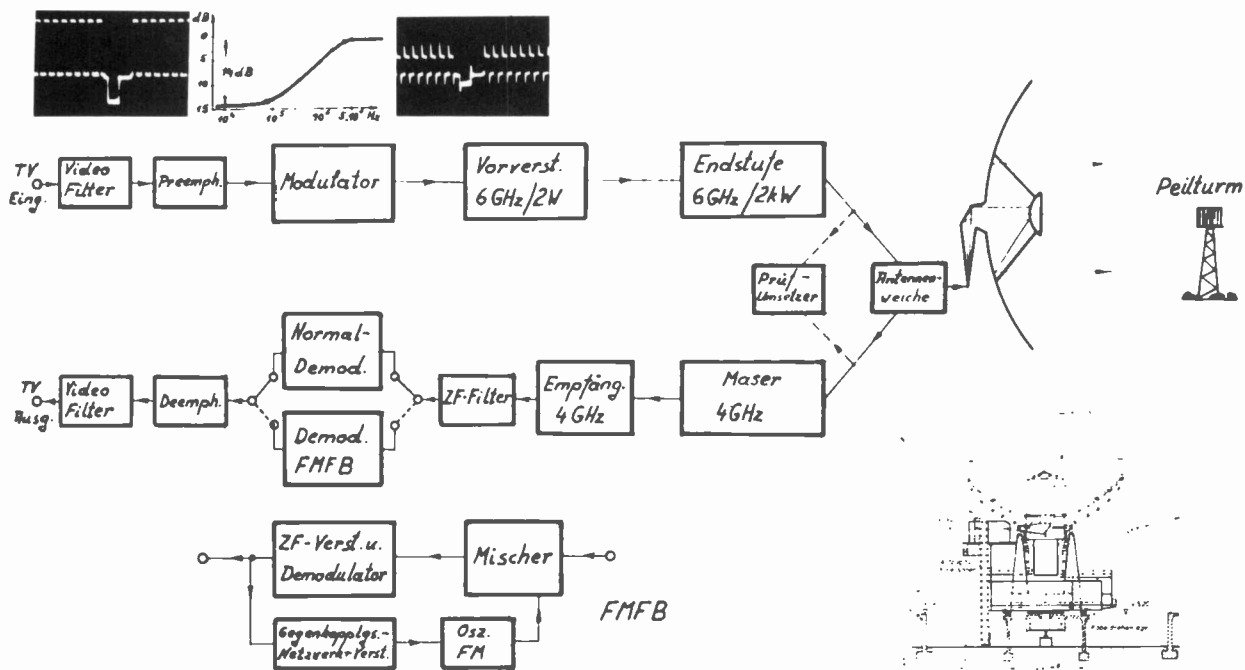 dB
0
5
10
15
14 dB
10⁴
10⁵
10⁶
5·10⁶ Hz
TV
Eing.
Video
Filter
Preemph.
Modulator
Vorverst.
6 GHz/2W
Endstufe
6 GHz/2kW
Peilturm
Prüf-
Umsetzer
Antennen-
weiche
TV
Ausg.
Video
Filter
Deemph.
Normal-
Demod.
Demod.
FMFB
ZF-Filter
Empfäng.
4 GHz
Maser
4 GHz
ZF-Verst. u.
Demodulator
Mischer
Gegenkopplgs.-
Netzwerk+Verst.
Osz.
FM
FMFB